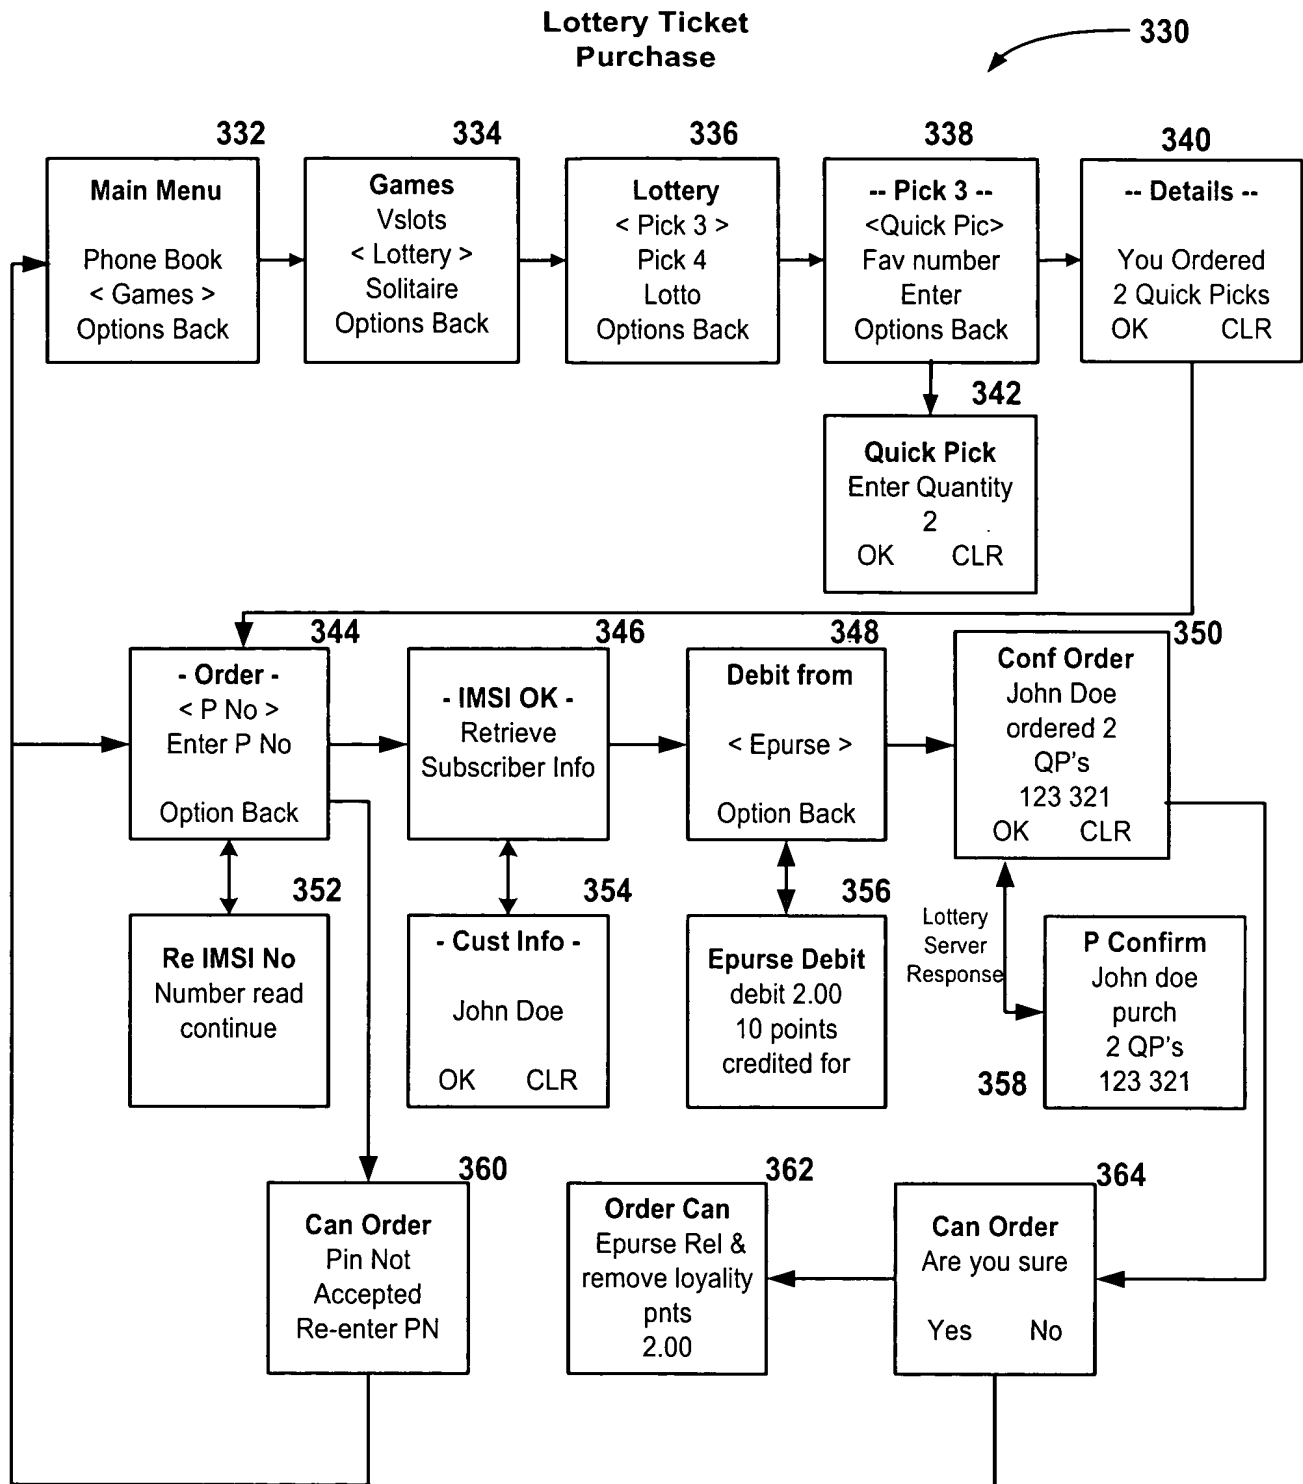 Lottery Ticket
Purchase
330
332
Main Menu
Phone Book
< Games >
Options Back
334
Games
Vslots
< Lottery >
Solitaire
Options Back
336
Lottery
< Pick 3 >
Pick 4
Lotto
Options Back
338
-- Pick 3 --
<Quick Pic>
Fav number
Enter
Options Back
340
-- Details --
You Ordered
2 Quick Picks
OK CLR
342
Quick Pick
Enter Quantity
2
OK CLR
344
- Order -
< P No >
Enter P No
Option Back
346
- IMSI OK -
Retrieve
Subscriber Info
348
Debit from
< Epurse >
Option Back
350
Conf Order
John Doe
ordered 2
QP's
123 321
OK CLR
352
Re IMSI No
Number read
continue
354
- Cust Info -
John Doe
OK CLR
356
Epurse Debit
debit 2.00
10 points
credited for
Lottery
Server
Response
358
P Confirm
John doe
purch
2 QP's
123 321
360
Can Order
Pin Not
Accepted
Re-enter PN
362
Order Can
Epurse Rel &
remove loyality
pnts
2.00
364
Can Order
Are you sure
Yes No